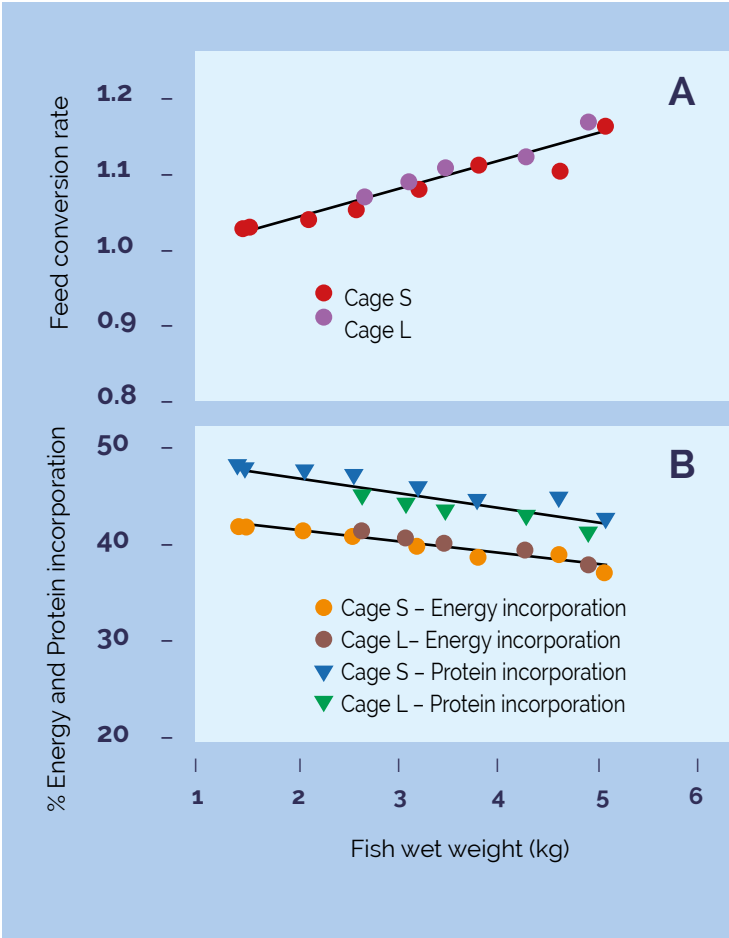 A
Feed conversion rate
1.2
1.1
1.0
0.9
0.8
Cage S
Cage L
B
% Energy and Protein incorporation
50
40
30
20
Cage S – Energy incorporation
Cage L– Energy incorporation
Cage S – Protein incorporation
Cage L – Protein incorporation
1 2 3 4 5 6
Fish wet weight (kg)